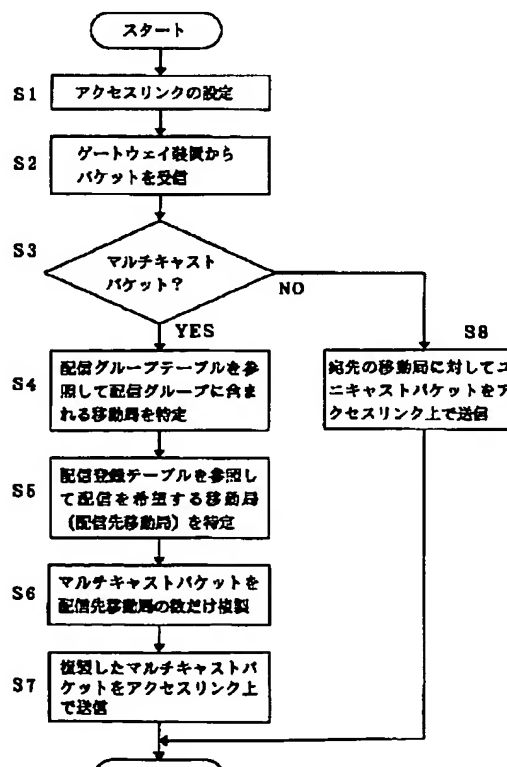 スタート
S1
アクセスリンクの設定
S2
ゲートウェイ装置から
パケットを受信
S3
マルチキャスト
パケット?
NO
YES
S8
S4
配信グループテーブルを参
照して配信グループに含ま
れる移動局を特定
宛先の移動局に対してユ
ニキャストパケットをア
クセスリンク上で送信
S5
配信登録テーブルを参照し
て配信を希望する移動局
(配信先移動局)を特定
S6
マルチキャストパケットを
配信先移動局の数だけ複製
S7
複製したマルチキャストパ
ケットをアクセスリンク上
で送信